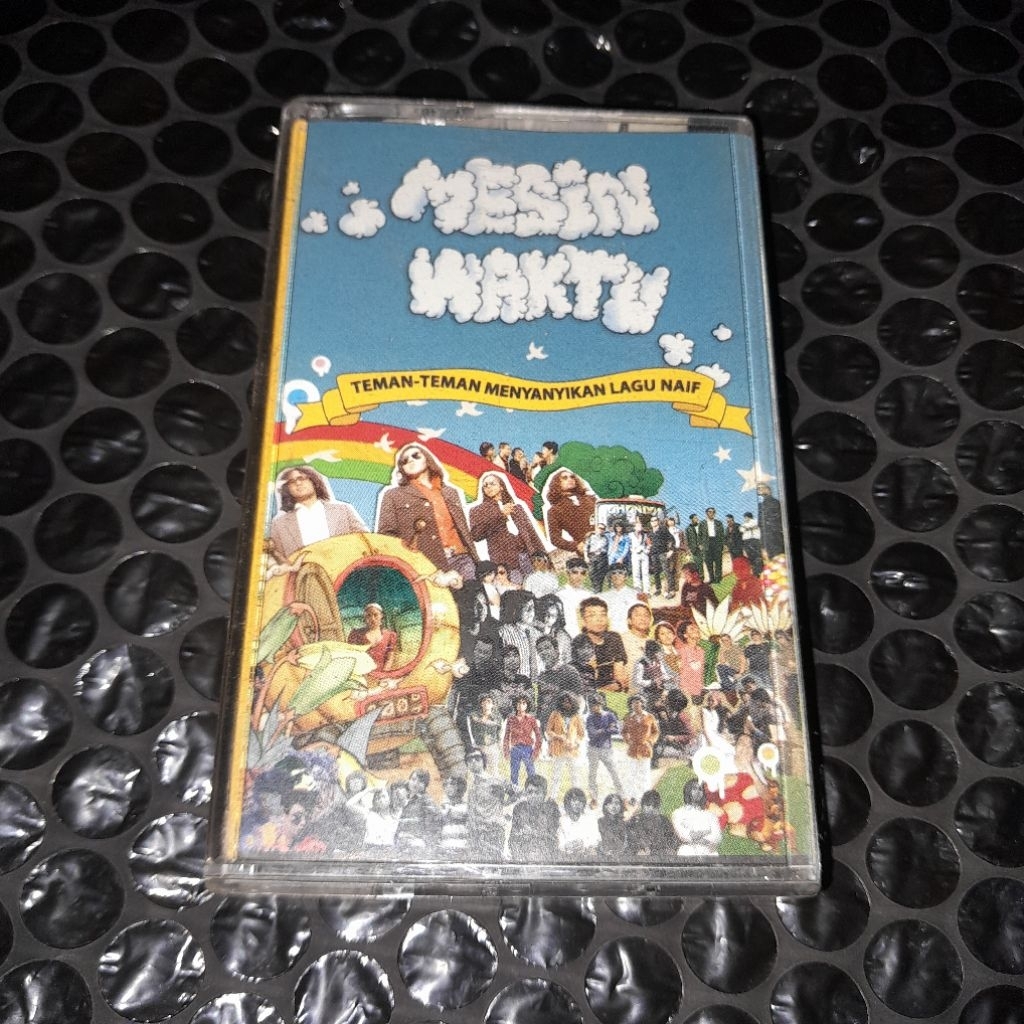 MESIN
WAKTU
TEMAN-TEMAN MENYANYIKAN LAGU NAIF